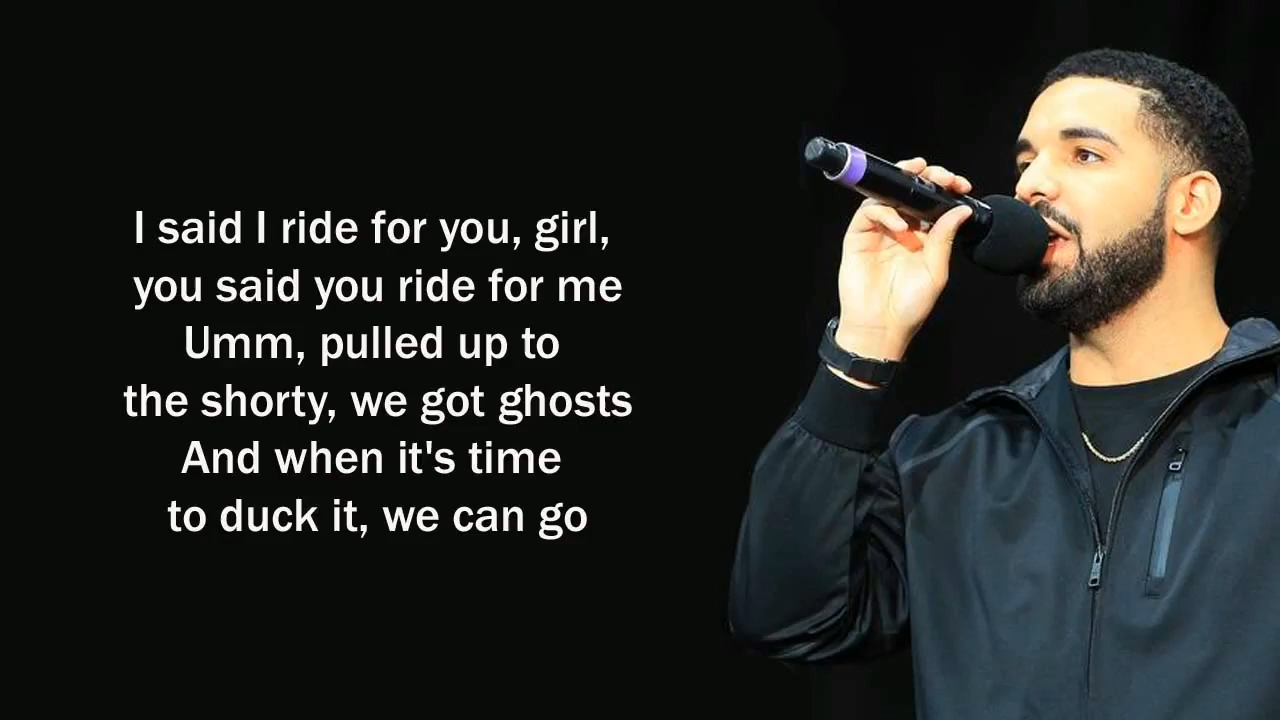 I said I ride for you, girl,
you said you ride for me
Umm, pulled up to
the shorty, we got ghosts
And when it's time
to duck it, we can go